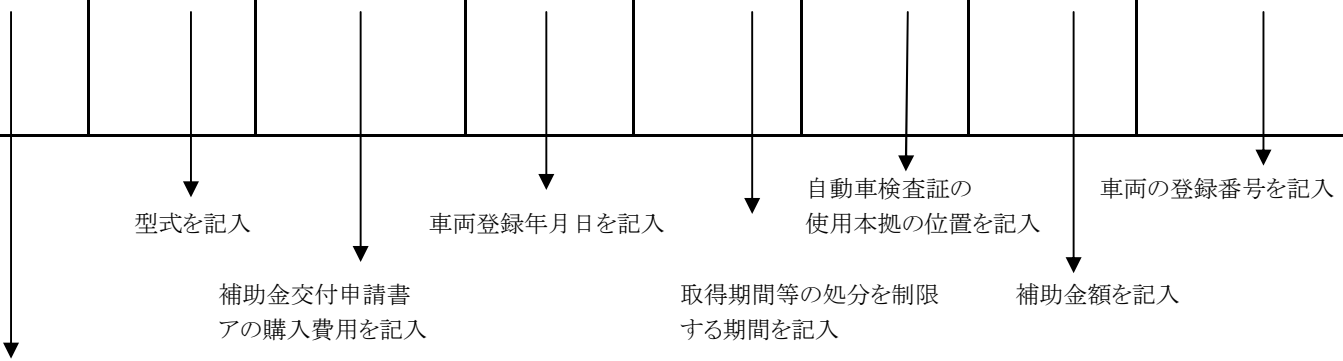 自動車検査証の
使用本拠の位置を記入
車両の登録番号を記入
型式を記入
車両登録年月日を記入
補助金交付申請書
アの購入費用を記入
取得期間等の処分を制限
する期間を記入
補助金額を記入